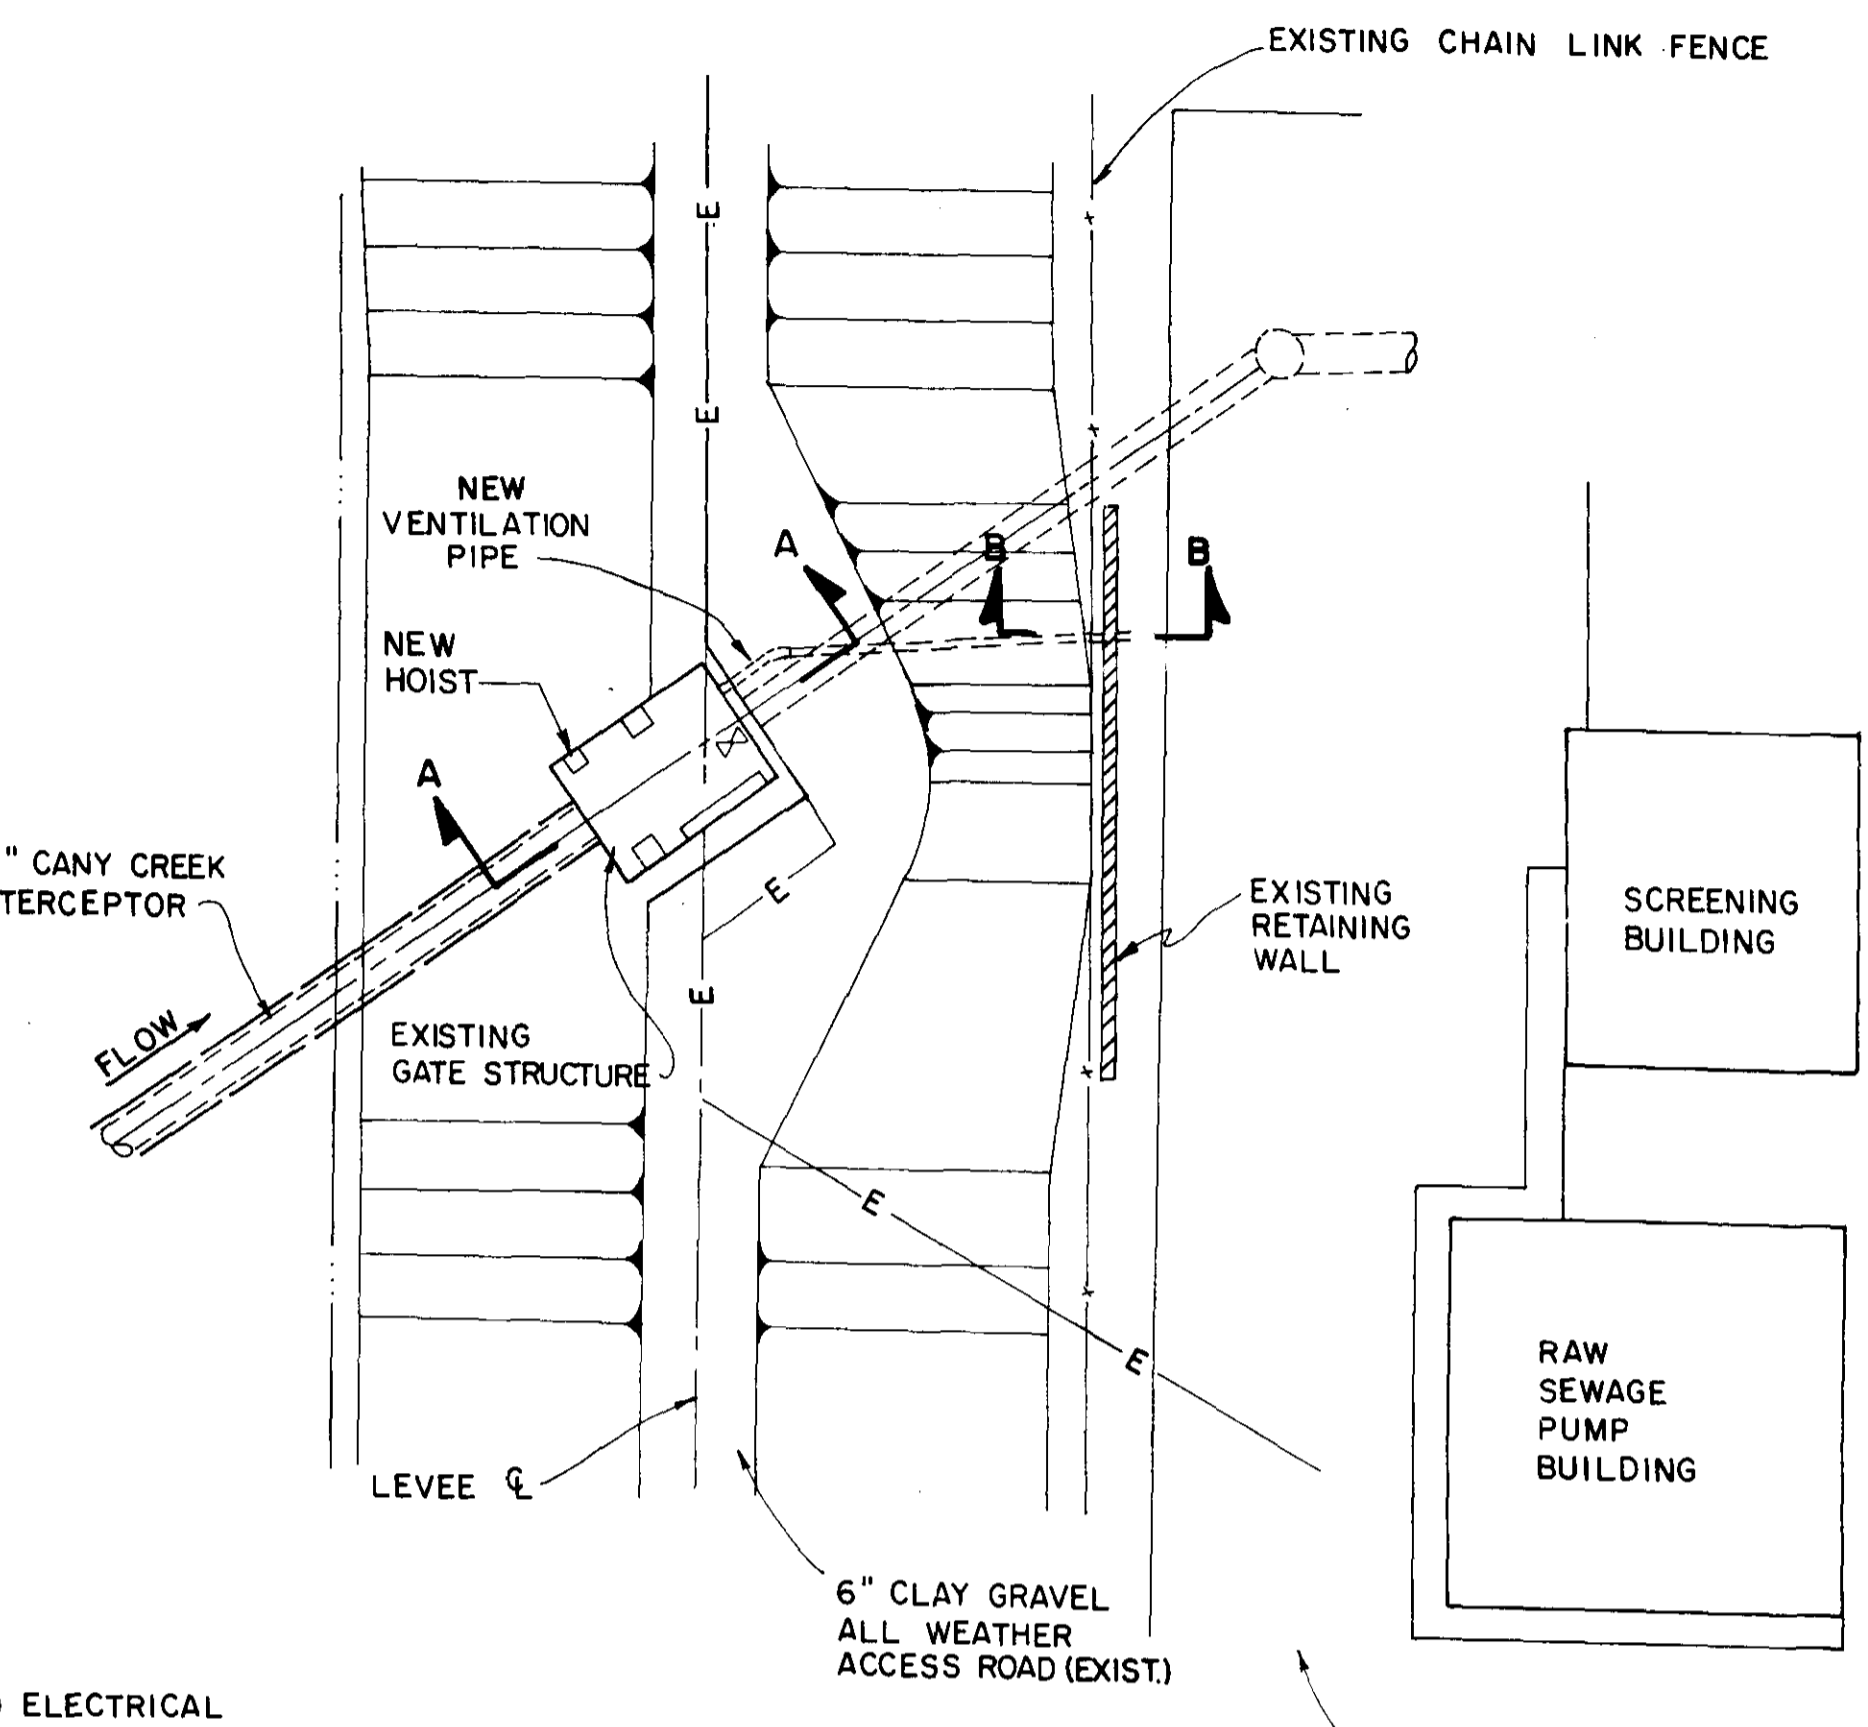 EXISTING CHAIN LINK FENCE
E
E
NEW
VENTILATION
PIPE
A
B
B
NEW
HOIST
A
" CANY CREEK
TERCEPTOR
E
EXISTING
RETAINING
WALL
SCREENING
BUILDING
E
FLOW
EXISTING
GATE STRUCTURE
E
E
RAW
SEWAGE
PUMP
BUILDING
LEVEE ℄
6" CLAY GRAVEL
ALL WEATHER
ACCESS ROAD (EXIST.)
ELECTRICAL